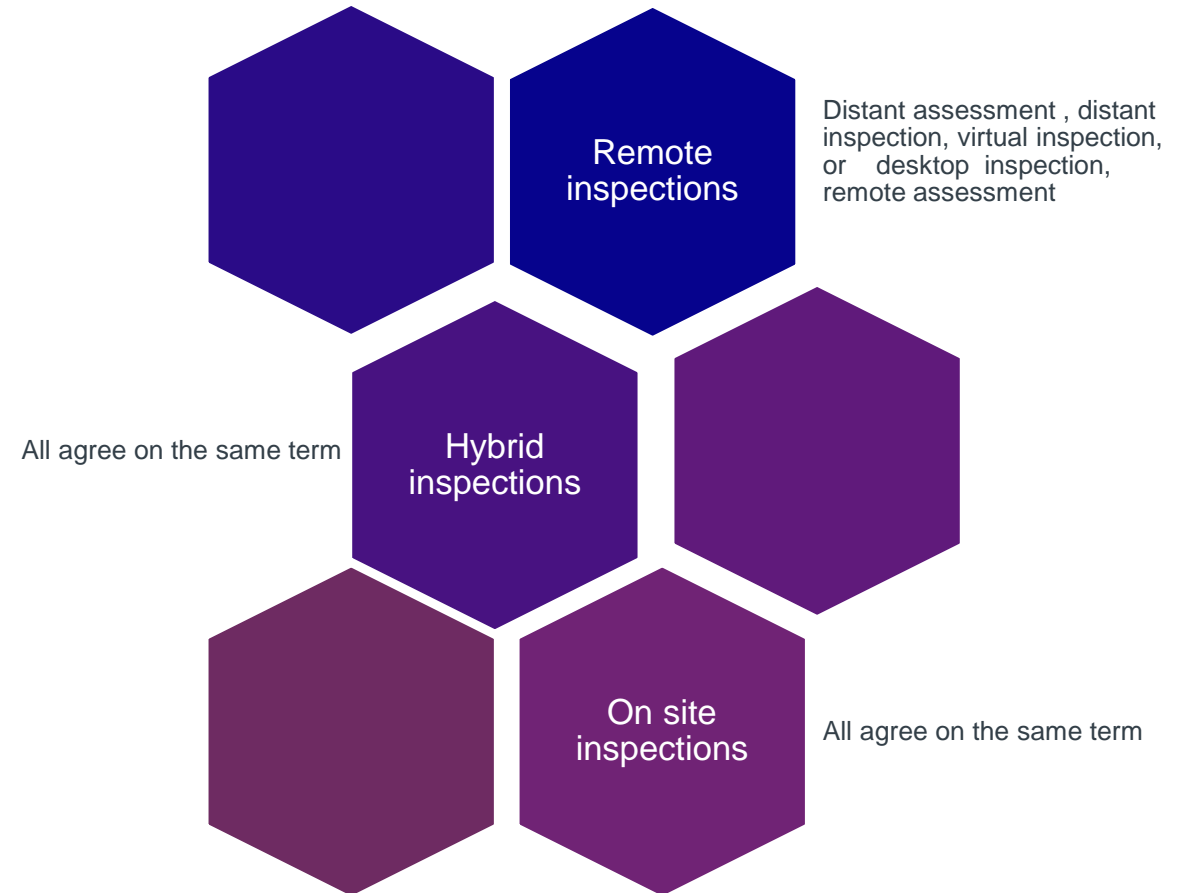 Remote
inspections
Distant assessment , distant
inspection, virtual inspection,
or desktop inspection,
remote assessment
All agree on the same term
Hybrid
inspections
On site
inspections
All agree on the same term